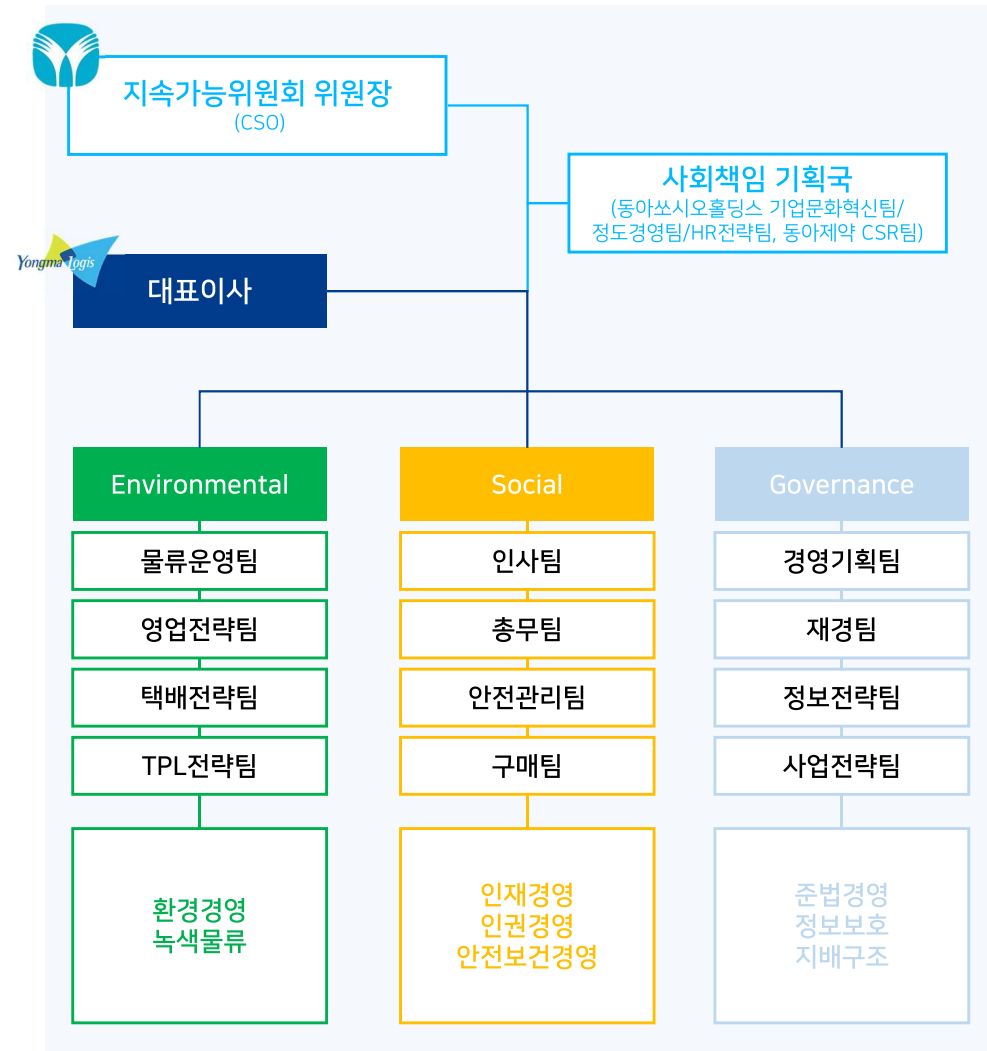 지속가능위원회 위원장
(CSO)
사회책임 기획국
(동아쏘시오홀딩스 기업문화혁신팀/
정도경영팀/HR전략팀, 동아제약 CSR팀)
Yongma Logis
대표이사
Environmental
물류운영팀
영업전략팀
택배전략팀
TPL전략팀
환경경영
녹색물류
Social
인사팀
총무팀
안전관리팀
구매팀
인재경영
인권경영
안전보건경영
Governance
경영기획팀
재경팀
정보전략팀
사업전략팀
준법경영
정보보호
지배구조